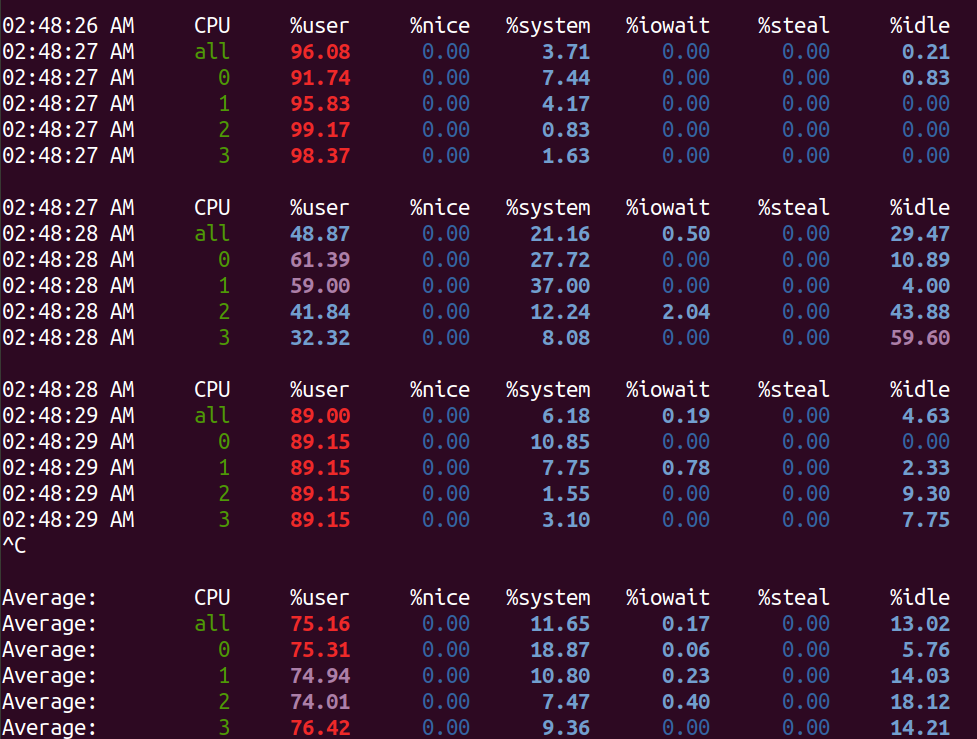 02:48:26 AM CPU %user %nice %system %iowait %steal %idle
02:48:27 AM all 96.08 0.00 3.71 0.00 0.00 0.21
02:48:27 AM 0 91.74 0.00 7.44 0.00 0.00 0.83
02:48:27 AM 1 95.83 0.00 4.17 0.00 0.00 0.00
02:48:27 AM 2 99.17 0.00 0.83 0.00 0.00 0.00
02:48:27 AM 3 98.37 0.00 1.63 0.00 0.00 0.00
02:48:27 AM CPU %user %nice %system %iowait %steal %idle
02:48:28 AM all 48.87 0.00 21.16 0.50 0.00 29.47
02:48:28 AM 0 61.39 0.00 27.72 0.00 0.00 10.89
02:48:28 AM 1 59.00 0.00 37.00 0.00 0.00 4.00
02:48:28 AM 2 41.84 0.00 12.24 2.04 0.00 43.88
02:48:28 AM 3 32.32 0.00 8.08 0.00 0.00 59.60
02:48:28 AM CPU %user %nice %system %iowait %steal %idle
02:48:29 AM all 89.00 0.00 6.18 0.19 0.00 4.63
02:48:29 AM 0 89.15 0.00 10.85 0.00 0.00 0.00
02:48:29 AM 1 89.15 0.00 7.75 0.78 0.00 2.33
02:48:29 AM 2 89.15 0.00 1.55 0.00 0.00 9.30
02:48:29 AM 3 89.15 0.00 3.10 0.00 0.00 7.75
^C
Average: CPU %user %nice %system %iowait %steal %idle
Average: all 75.16 0.00 11.65 0.17 0.00 13.02
Average: 0 75.31 0.00 18.87 0.06 0.00 5.76
Average: 1 74.94 0.00 10.80 0.23 0.00 14.03
Average: 2 74.01 0.00 7.47 0.40 0.00 18.12
Average: 3 76.42 0.00 9.36 0.00 0.00 14.21